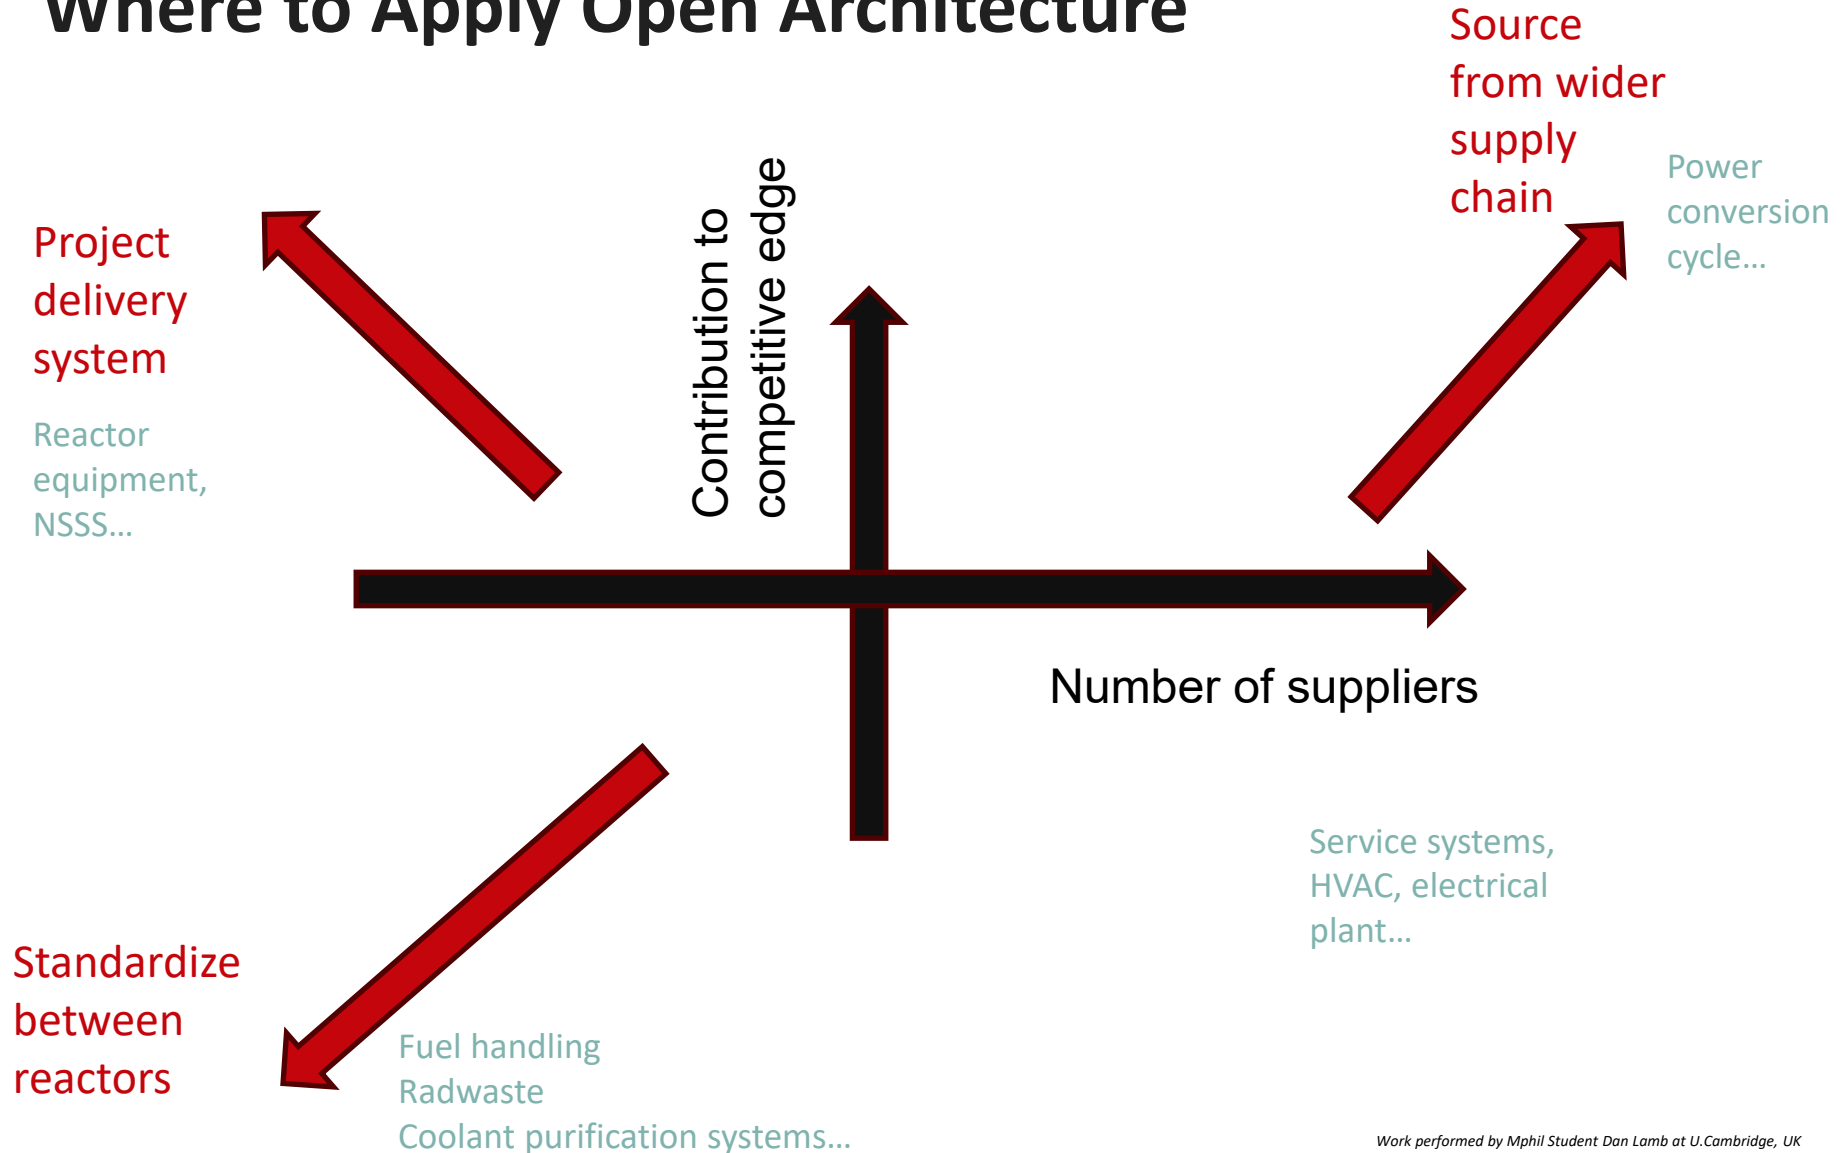 Where to Apply Open Architecture
Source
from wider
supply
chain
Power
conversion
cycle…
Project
delivery
system
Reactor
equipment,
NSSS…
Contribution to
competitive edge
Number of suppliers
Service systems,
HVAC, electrical
plant…
Standardize
between
reactors
Fuel handling
Radwaste
Coolant purification systems…
Work performed by Mphil Student Dan Lamb at U.Cambridge, UK